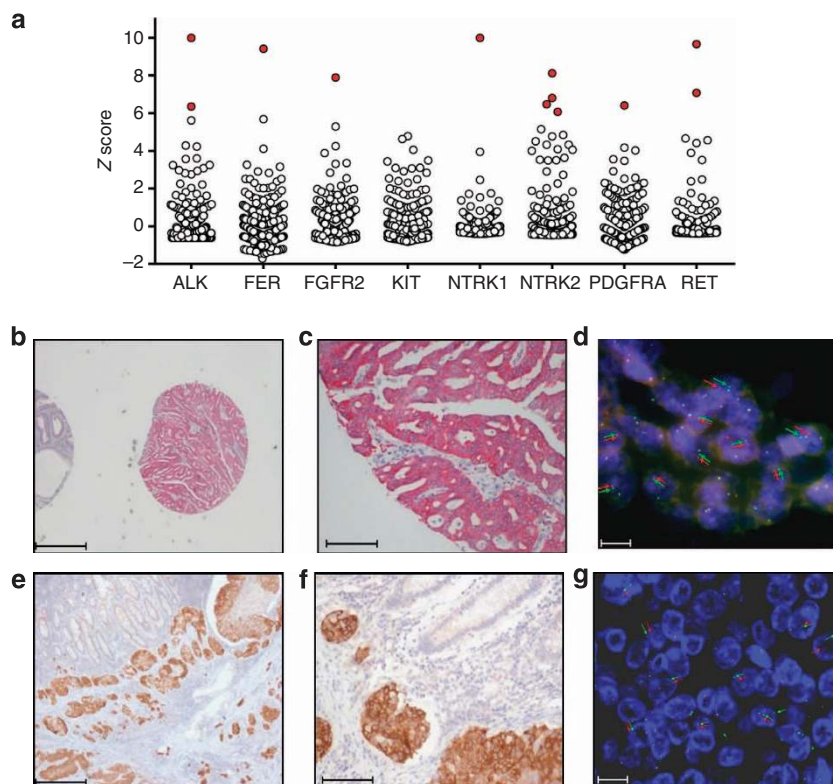 a
Z score
10
8
6
4
2
0
–2
ALK FER FGFR2 KIT NTRK1 NTRK2 PDGFRA RET
b
c
d
e
f
g